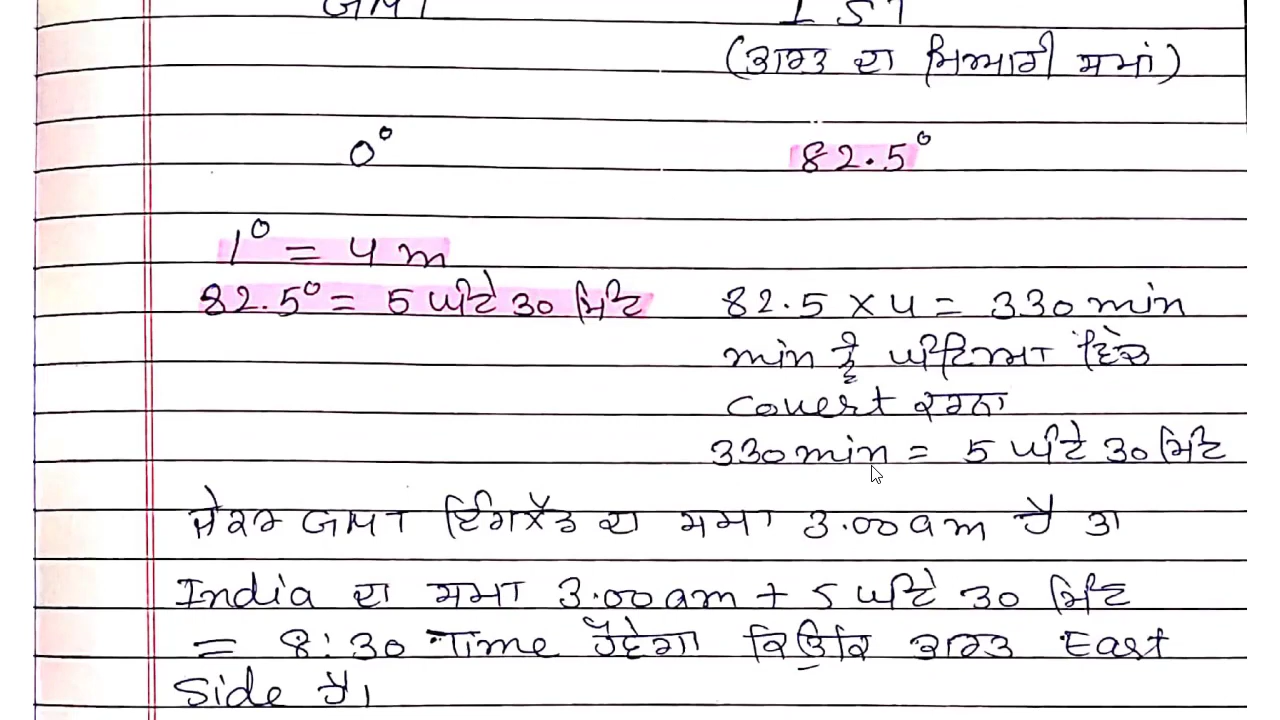 GMT IST
(ਭਾਰਤ ਦਾ ਮਿਆਰੀ ਸਮਾਂ)
0° 82.5°
1° = 4 m
82.5° = 5 ਘੰਟੇ 30 ਮਿੰਟ 82.5 × 4 = 330 min
min ਨੂੰ ਘੰਟਿਆ ਵਿੱਚ
covert ਕਰਨਾ
330 min = 5 ਘੰਟੇ 30 ਮਿੰਟ
ਜੇਕਰ GMT ਇੰਗਲੈਂਡ ਦਾ ਸਮਾ 3.00 am ਹੈ ਤਾ
India ਦਾ ਸਮਾ 3.00 am + 5 ਘੰਟੇ 30 ਮਿੰਟ
= 8:30 Time ਹੋਵੇਗਾ ਕਿਉਂਕਿ ਭਾਰਤ East
Side ਹੈ।